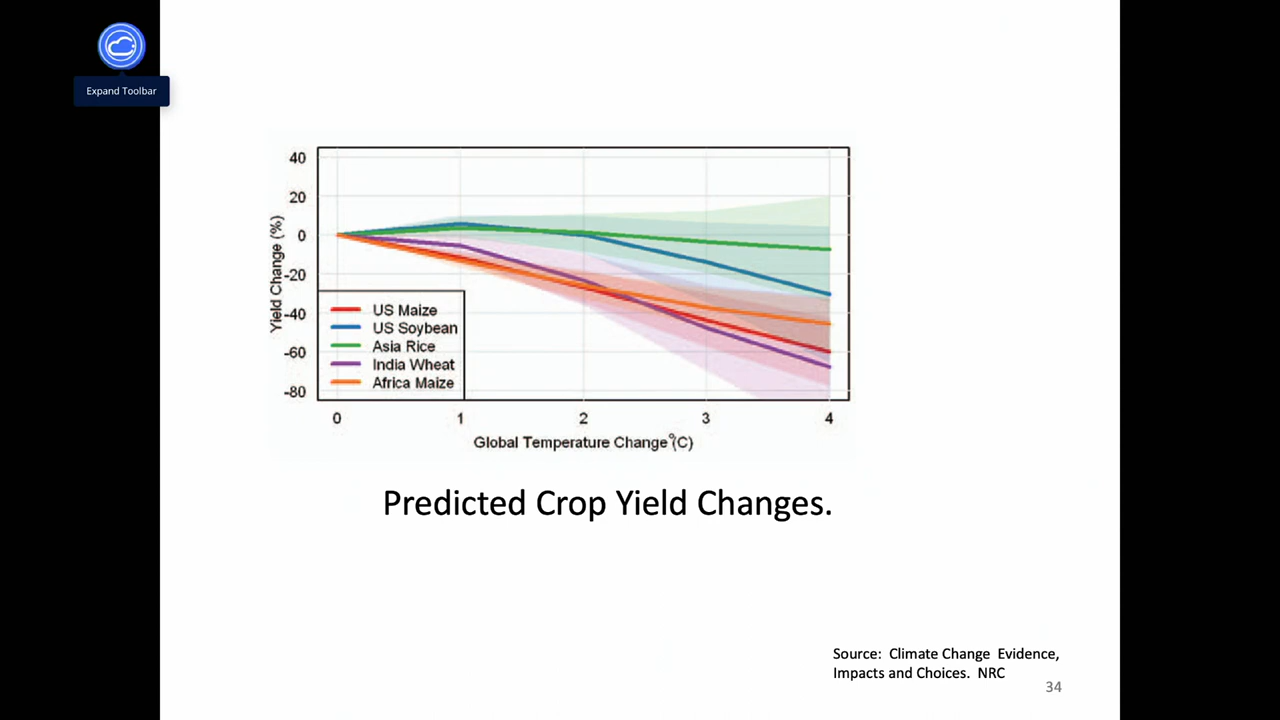 Expand Toolbar
40
20
0
-20
-40
-60
-80
Yield Change (%)
US Maize
US Soybean
Asia Rice
India Wheat
Africa Maize
0 1 2 3 4
Global Temperature Change °(C)
Predicted Crop Yield Changes.
Source: Climate Change Evidence,
Impacts and Choices. NRC
34